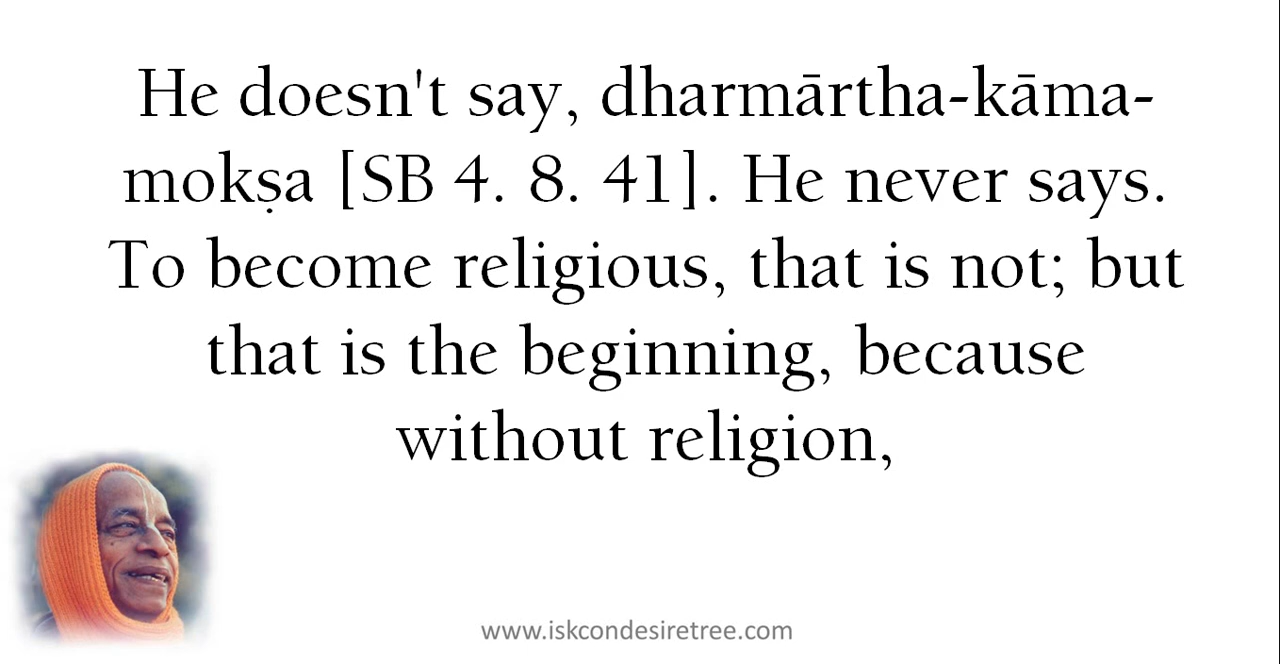 He doesn't say, dharmārtha-kāma-
mokṣa [SB 4. 8. 41]. He never says.
To become religious, that is not; but
that is the beginning, because
without religion,
www.iskcondesiretree.com